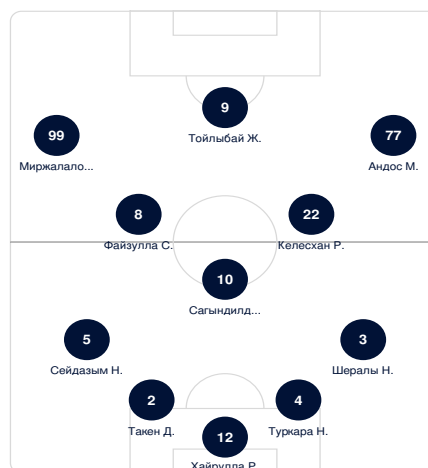 9
Тойлыбай Ж.
99
Миржалало...
77
Андос М.
8
Файзулла С.
22
Келесхан Р.
10
Сагындилд...
5
Сейдазым Н.
3
Шералы Н.
2
Такен Д.
4
Туркара Н.
12
Хайрулла Р.